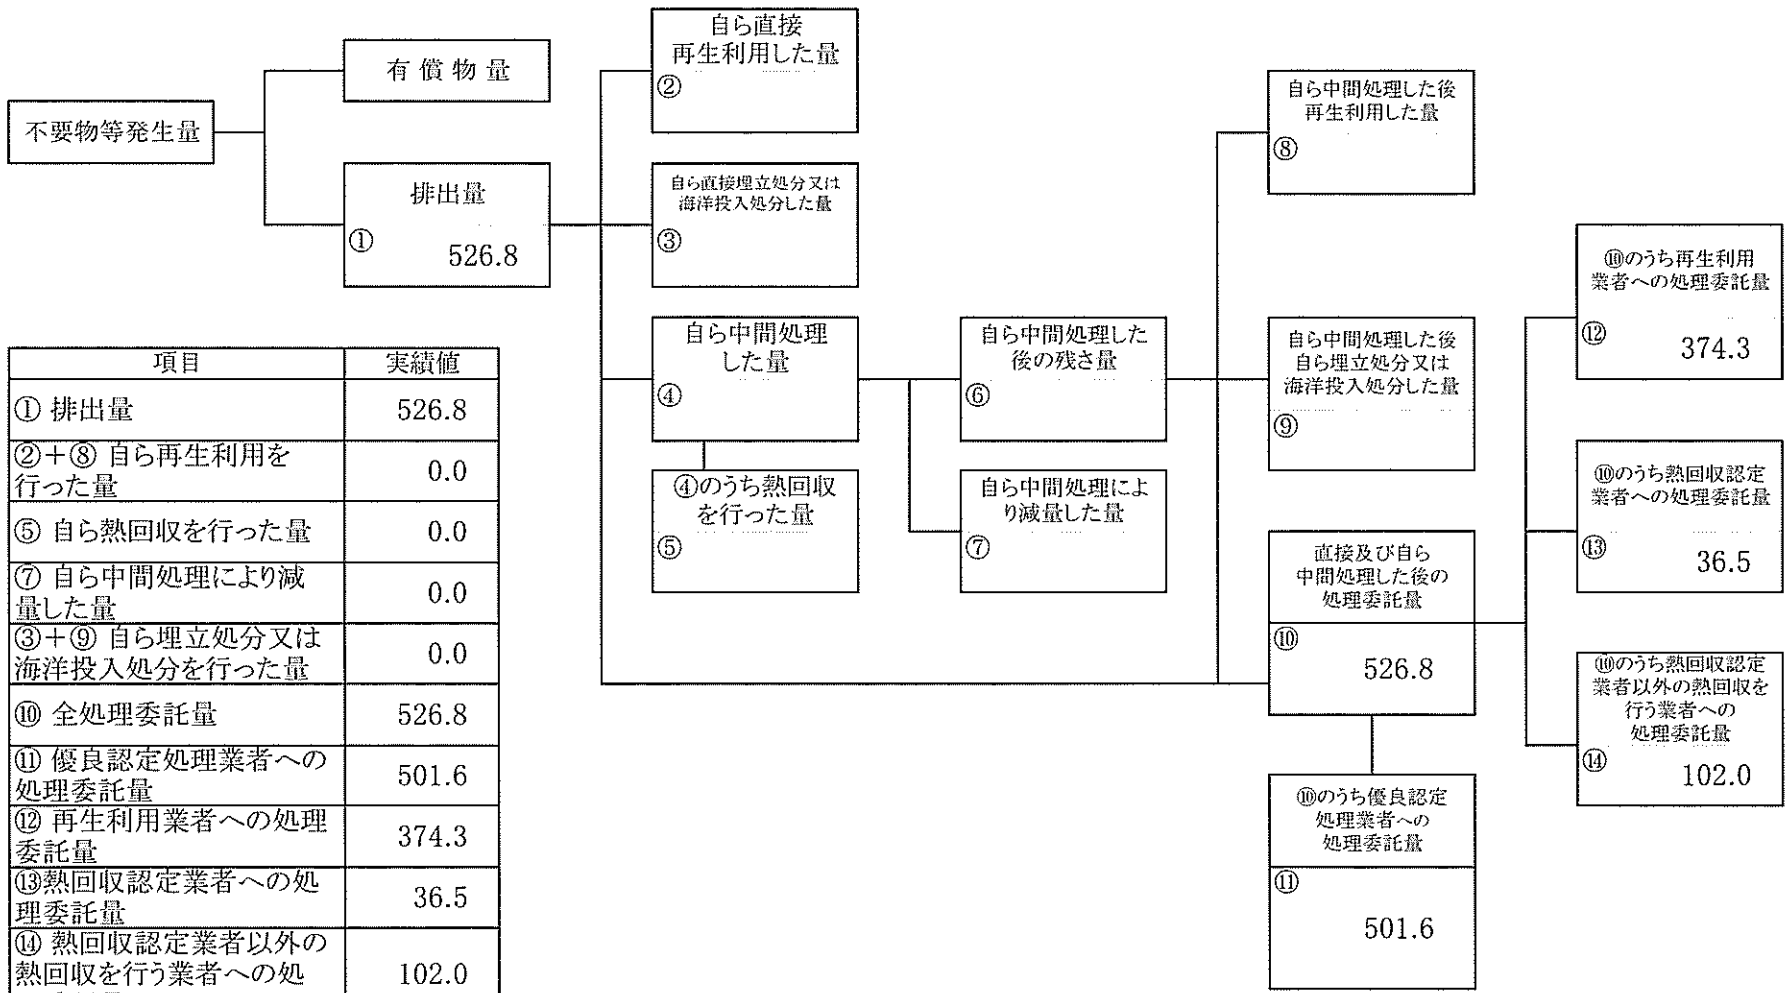 不要物等発生量
有償物量
排出量
①
526.8
自ら直接
再生利用した量
②
自ら直接埋立処分又は
海洋投入処分した量
③
自ら中間処理
した量
④
④のうち熱回収
を行った量
⑤
自ら中間処理した
後の残さ量
⑥
自ら中間処理によ
り減量した量
⑦
自ら中間処理した後
再生利用した量
⑧
自ら中間処理した後
自ら埋立処分又は
海洋投入処分した量
⑨
直接及び自ら
中間処理した後の
処理委託量
⑩
526.8
⑩のうち優良認定
処理業者への
処理委託量
⑪
501.6
⑩のうち再生利用
業者への処理委託量
⑫
374.3
⑩のうち熱回収認定
業者への処理委託量
⑬
36.5
⑩のうち熱回収認定
業者以外の熱回収を
行う業者への
処理委託量
⑭
102.0
項目 実績値
① 排出量 526.8
②＋⑧ 自ら再生利用を
行った量 0.0
⑤ 自ら熱回収を行った量 0.0
⑦ 自ら中間処理により減
量した量 0.0
③＋⑨ 自ら埋立処分又は
海洋投入処分を行った量 0.0
⑩ 全処理委託量 526.8
⑪ 優良認定処理業者への
処理委託量 501.6
⑫ 再生利用業者への処理
委託量 374.3
⑬熱回収認定業者への処
理委託量 36.5
⑭ 熱回収認定業者以外の
熱回収を行う業者への処 102.0